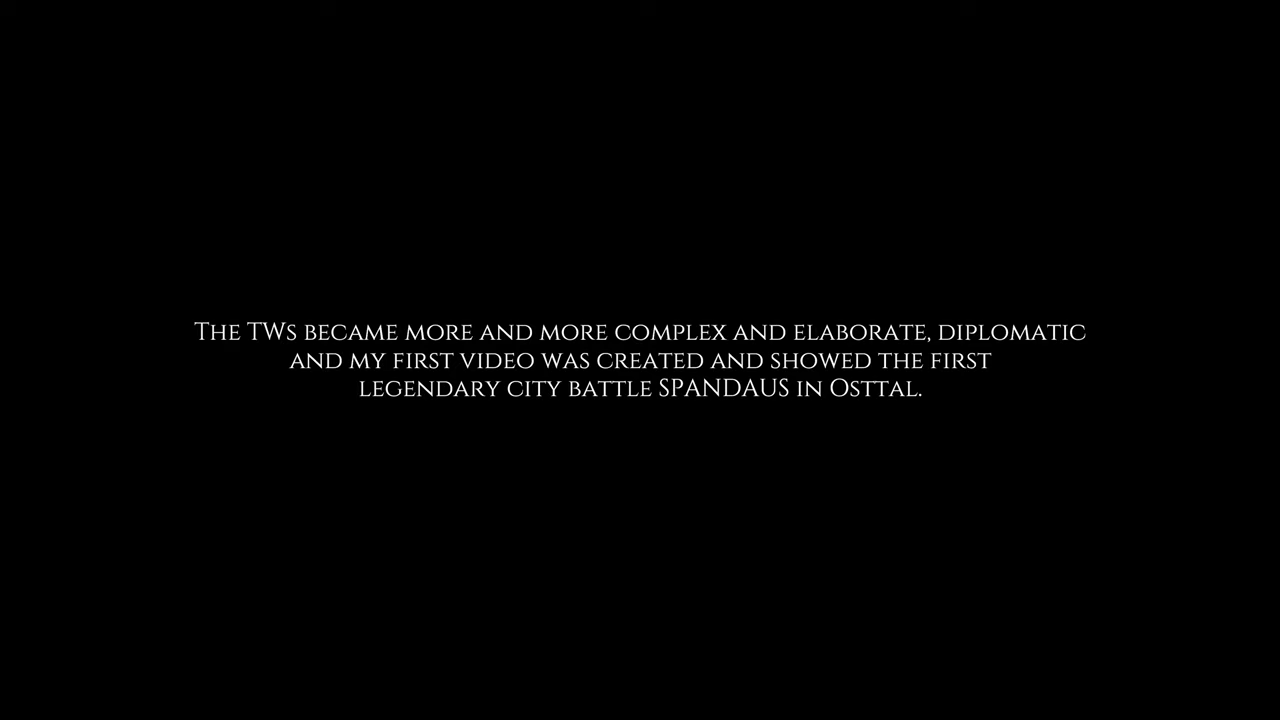 The TWs became more and more complex and elaborate, diplomatic
and my first video was created and showed the first
legendary city battle SPANDAUS in Osttal.